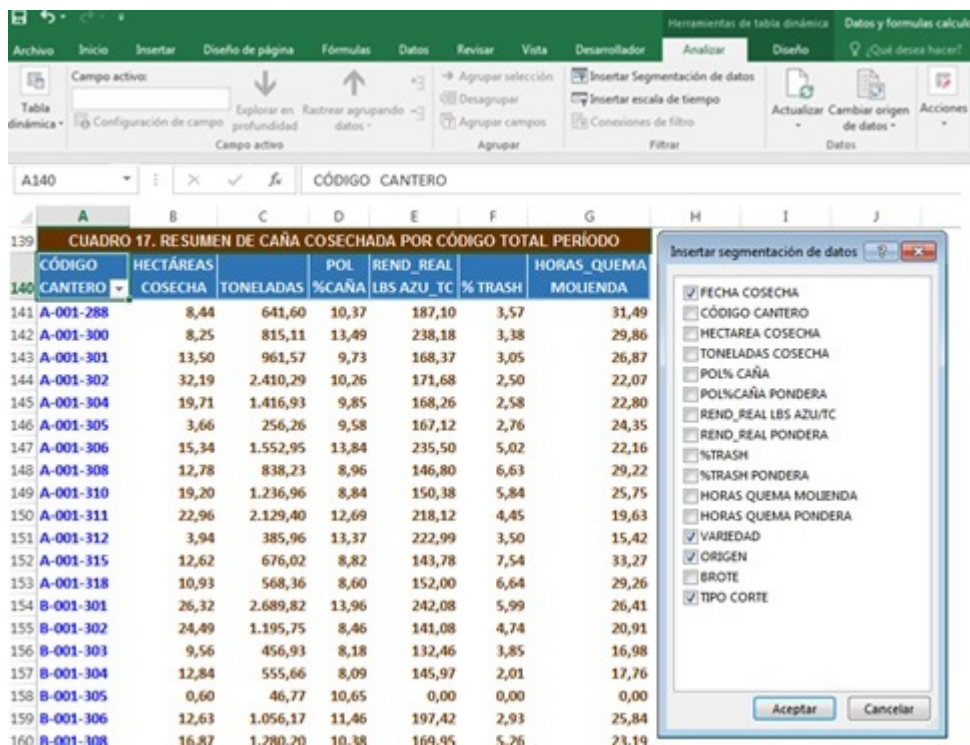 Herramientas de tabla dinámica Datos y formulas calcul
Archivo Inicio Insertar Diseño de página Fórmulas Datos Revisar Vista Desarrollador Analizar Diseño ¿Qué desea hacer?
Tabla dinámica
Campo activo:
Configuración de campo
Explorar en profundidad
Rastrear agrupando datos
Campo activo
Agrupar selección
Desagrupar
Agrupar campos
Agrupar
Insertar Segmentación de datos
Insertar escala de tiempo
Conexiones de filtro
Filtrar
Actualizar
Cambiar origen de datos
Datos
Acciones
A140 fx CÓDIGO CANTERO
A B C D E F G H I J
139 CUADRO 17. RESUMEN DE CAÑA COSECHADA POR CÓDIGO TOTAL PERÍODO
CÓDIGO HECTÁREAS POL REND_REAL HORAS_QUEMA
140 CANTERO COSECHA TONELADAS %CAÑA LBS AZU_TC % TRASH MOLIENDA
141 A-001-288 8,44 641,60 10,37 187,10 3,57 31,49
142 A-001-300 8,25 815,11 13,49 238,18 3,38 29,86
143 A-001-301 13,50 961,57 9,73 168,37 3,05 26,87
144 A-001-302 32,19 2.410,29 10,26 171,68 2,50 22,07
145 A-001-304 19,71 1.416,93 9,85 168,26 2,58 22,80
146 A-001-305 3,66 256,26 9,58 167,12 2,76 24,35
147 A-001-306 15,34 1.552,95 13,84 235,50 5,02 22,16
148 A-001-308 12,78 838,23 8,96 146,80 6,63 29,22
149 A-001-310 19,20 1.236,96 8,84 150,38 5,84 25,75
150 A-001-311 22,96 2.129,40 12,69 218,12 4,45 19,63
151 A-001-312 3,94 385,96 13,37 222,99 3,50 15,42
152 A-001-315 12,62 676,02 8,82 143,78 7,54 33,27
153 A-001-318 10,93 568,36 8,60 152,00 6,64 29,26
154 B-001-301 26,32 2.689,82 13,96 242,08 5,99 26,41
155 B-001-302 24,49 1.195,75 8,46 141,08 4,74 20,91
156 B-001-303 9,56 456,93 8,18 132,46 3,85 16,98
157 B-001-304 12,84 555,66 8,09 145,97 2,01 17,76
158 B-001-305 0,60 46,77 10,65 0,00 0,00 0,00
159 B-001-306 12,63 1.056,17 11,46 197,42 2,93 25,84
160 B-001-308 16,87 1.280,20 10,38 169,95 5,26 23,19
Insertar segmentación de datos
FECHA COSECHA
CÓDIGO CANTERO
HECTAREA COSECHA
TONELADAS COSECHA
POL% CAÑA
POL%CAÑA PONDERA
REND_REAL LBS AZU/TC
REND_REAL PONDERA
%TRASH
%TRASH PONDERA
HORAS QUEMA MOLIENDA
HORAS QUEMA PONDERA
VARIEDAD
ORIGEN
BROTE
TIPO CORTE
Aceptar Cancelar